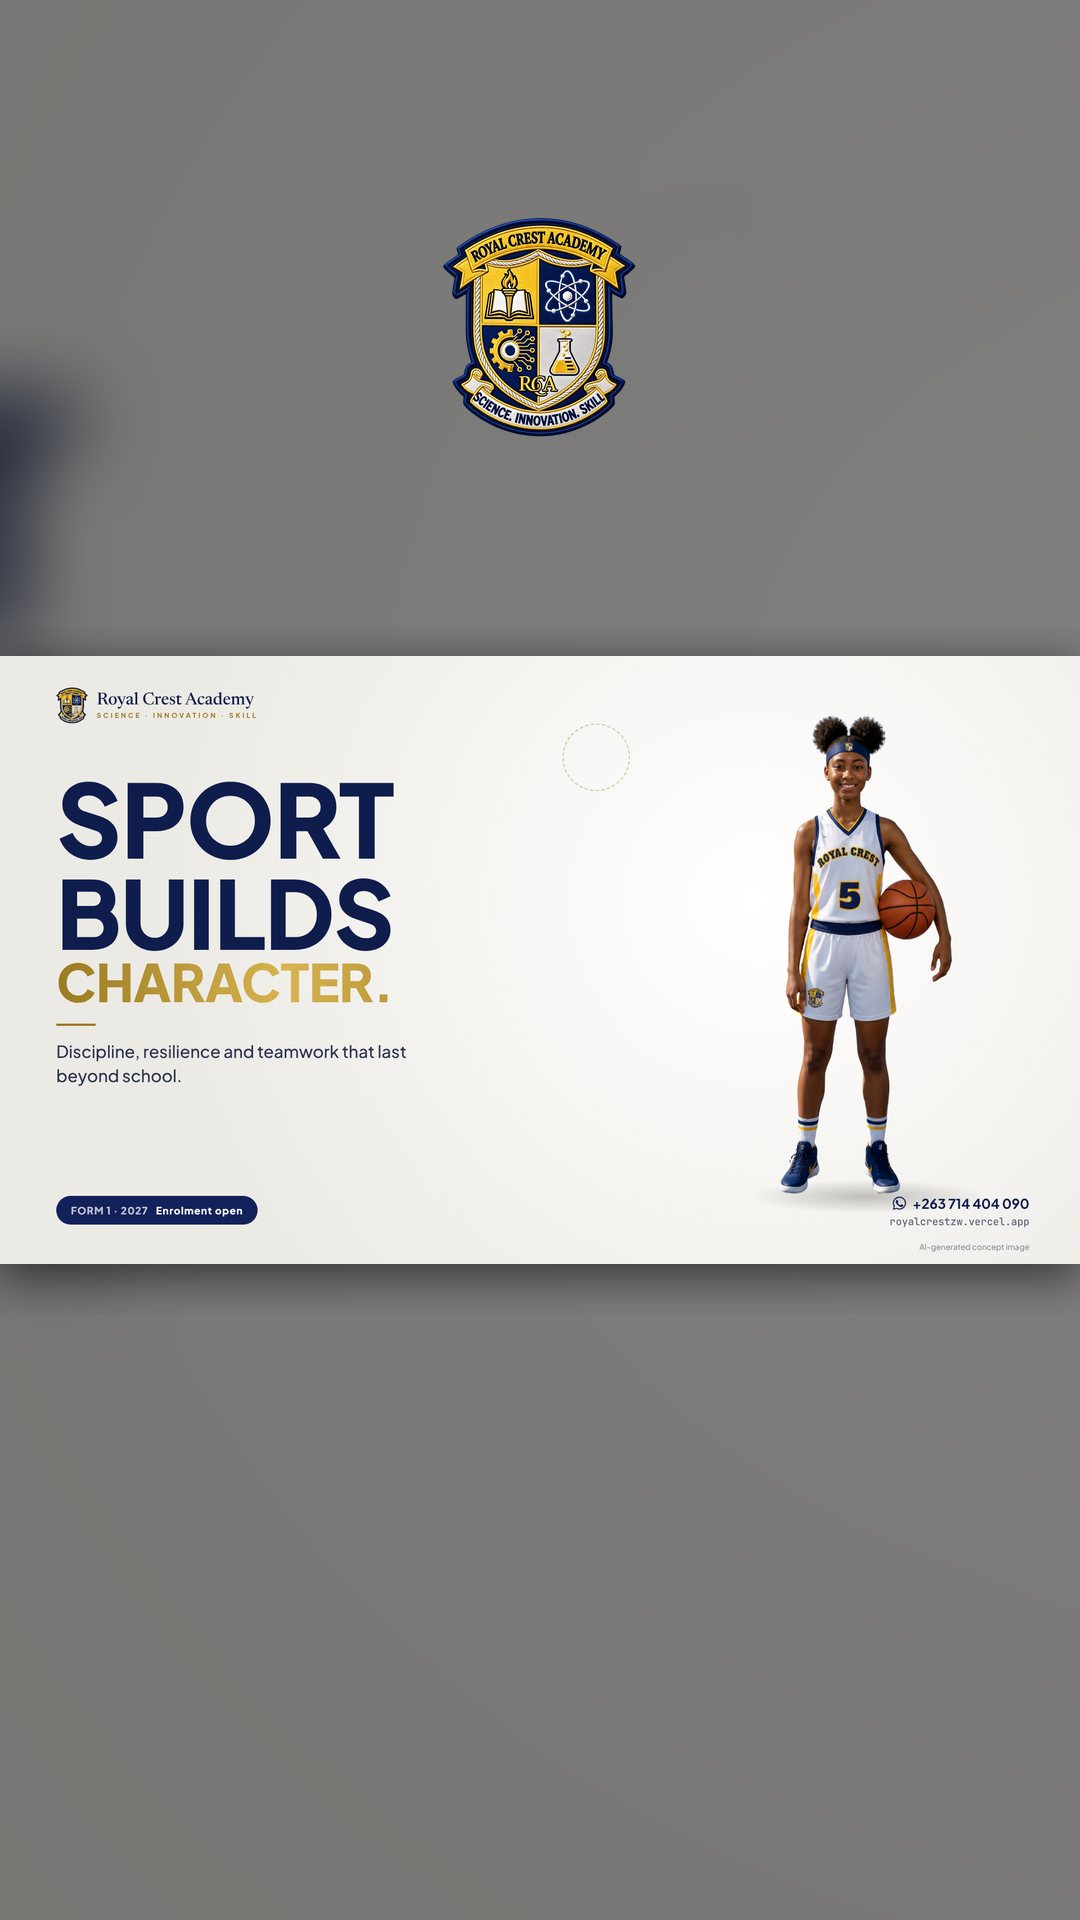 ROYAL CREST ACADEMY
RCA
SCIENCE. INNOVATION. SKILL
Royal Crest Academy
SCIENCE · INNOVATION · SKILL
SPORT
BUILDS
CHARACTER.
Discipline, resilience and teamwork that last
beyond school.
ROYAL CREST
5
FORM 1 · 2027 Enrolment open
+263 714 404 090
royalcrestzw.vercel.app
AI-generated concept image